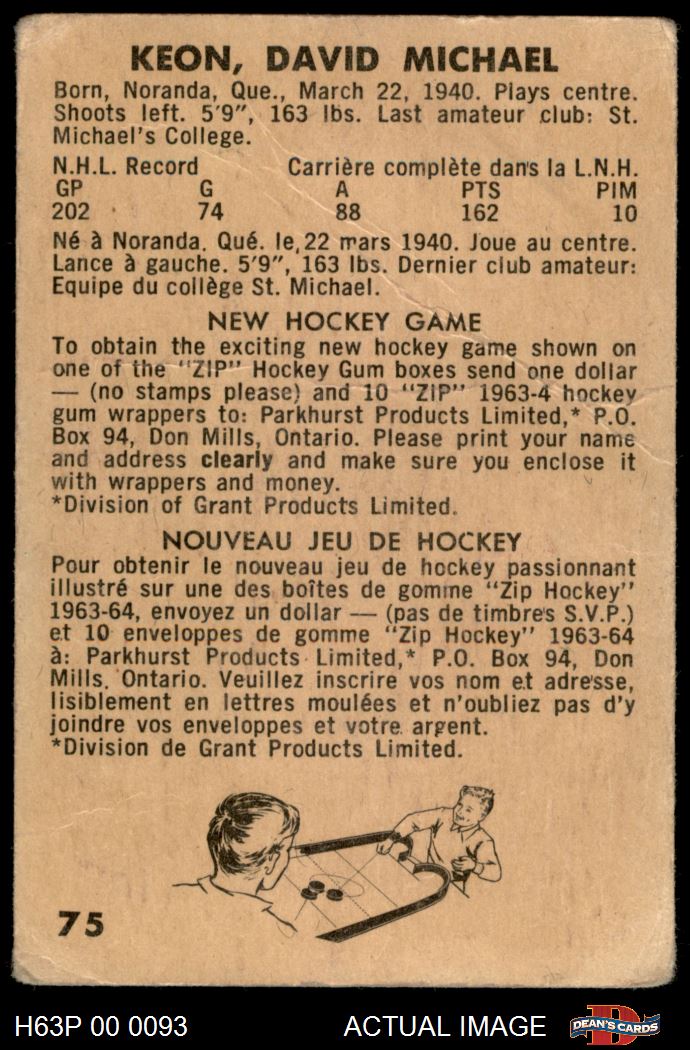 KEON, DAVID MICHAEL
Born, Noranda, Que., March 22, 1940. Plays centre.
Shoots left. 5'9", 163 lbs. Last amateur club: St.
Michael's College.
N.H.L. Record Carrière complète dans la L.N.H.
GP G A PTS PIM
202 74 88 162 10
Né à Noranda, Qué. le 22 mars 1940. Joue au centre.
Lance à gauche. 5'9", 163 lbs. Dernier club amateur:
Equipe du collège St. Michael.
NEW HOCKEY GAME
To obtain the exciting new hockey game shown on
one of the "ZIP" Hockey Gum boxes send one dollar
— (no stamps please) and 10 "ZIP" 1963-4 hockey
gum wrappers to: Parkhurst Products Limited,* P.O.
Box 94, Don Mills, Ontario. Please print your name
and address clearly and make sure you enclose it
with wrappers and money.
*Division of Grant Products Limited.
NOUVEAU JEU DE HOCKEY
Pour obtenir le nouveau jeu de hockey passionnant
illustré sur une des boîtes de gomme "Zip Hockey"
1963-64, envoyez un dollar — (pas de timbres S.V.P.)
et 10 enveloppes de gomme "Zip Hockey" 1963-64
à: Parkhurst Products Limited,* P.O. Box 94, Don
Mills, Ontario. Veuillez inscrire vos nom et adresse,
lisiblement en lettres moulées et n'oubliez pas d'y
joindre vos enveloppes et votre argent.
*Division de Grant Products Limited.
75
H63P 00 0093 ACTUAL IMAGE D DEAN'S CARDS